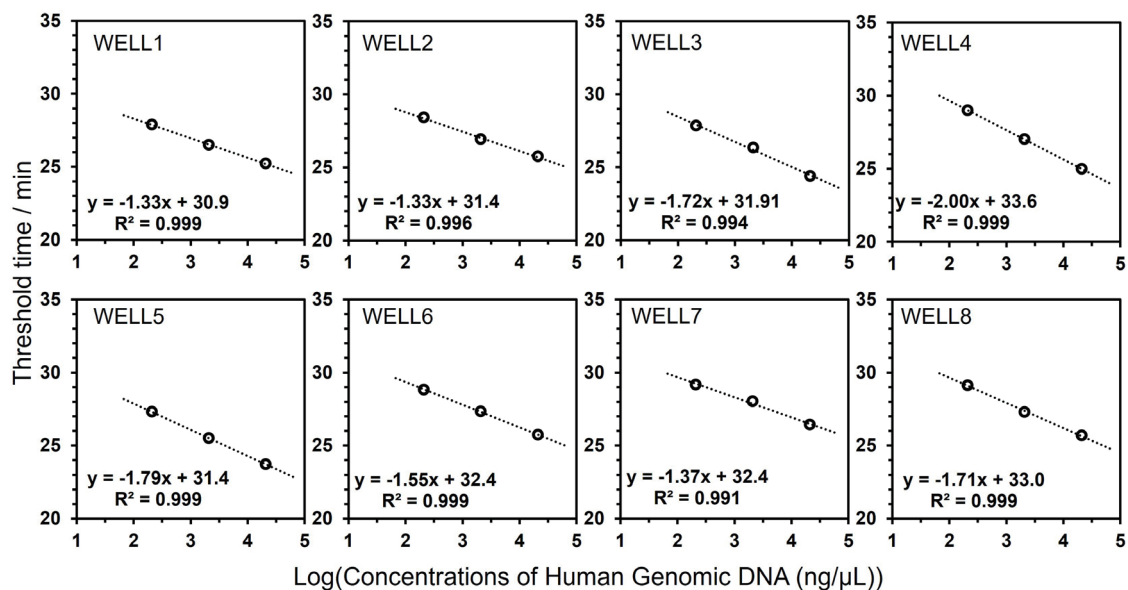 Threshold time / min
35
30
25
20
WELL1
y = -1.33x + 30.9
R² = 0.999
1 2 3 4 5
35
30
25
20
WELL2
y = -1.33x + 31.4
R² = 0.996
1 2 3 4 5
35
30
25
20
WELL3
y = -1.72x + 31.91
R² = 0.994
1 2 3 4 5
35
30
25
20
WELL4
y = -2.00x + 33.6
R² = 0.999
1 2 3 4 5
35
30
25
20
WELL5
y = -1.79x + 31.4
R² = 0.999
1 2 3 4 5
35
30
25
20
WELL6
y = -1.55x + 32.4
R² = 0.999
1 2 3 4 5
35
30
25
20
WELL7
y = -1.37x + 32.4
R² = 0.991
1 2 3 4 5
35
30
25
20
WELL8
y = -1.71x + 33.0
R² = 0.999
1 2 3 4 5
Log(Concentrations of Human Genomic DNA (ng/µL))